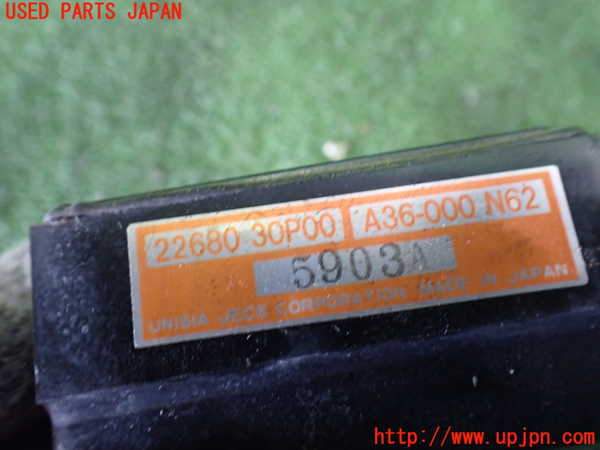 USED PARTS JAPAN
22680 30P00 A36-000 N62
5903A
UNISIA JECS CORPORATION MADE IN JAPAN
http://www.upjpn.com